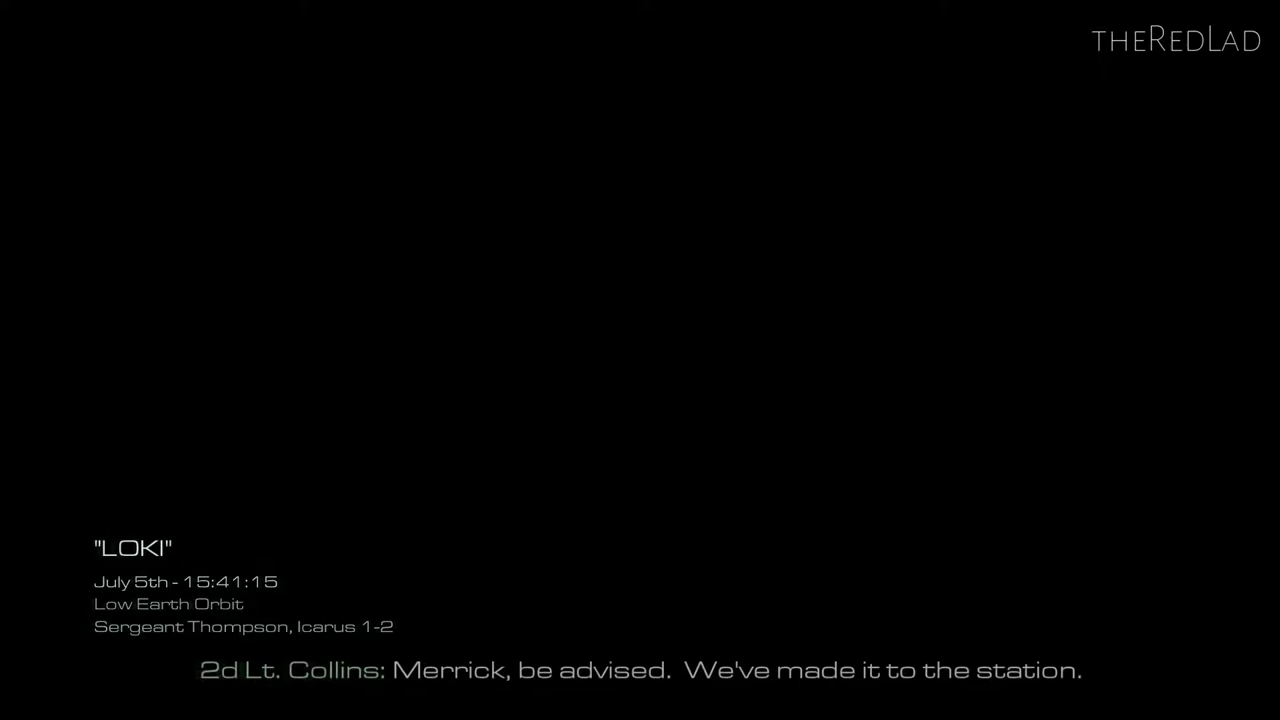 THEREDLAD
"LOKI"
July 5th - 15:41:15
Low Earth Orbit
Sergeant Thompson, Icarus 1-2
2d Lt. Collins: Merrick, be advised.  We've made it to the station.